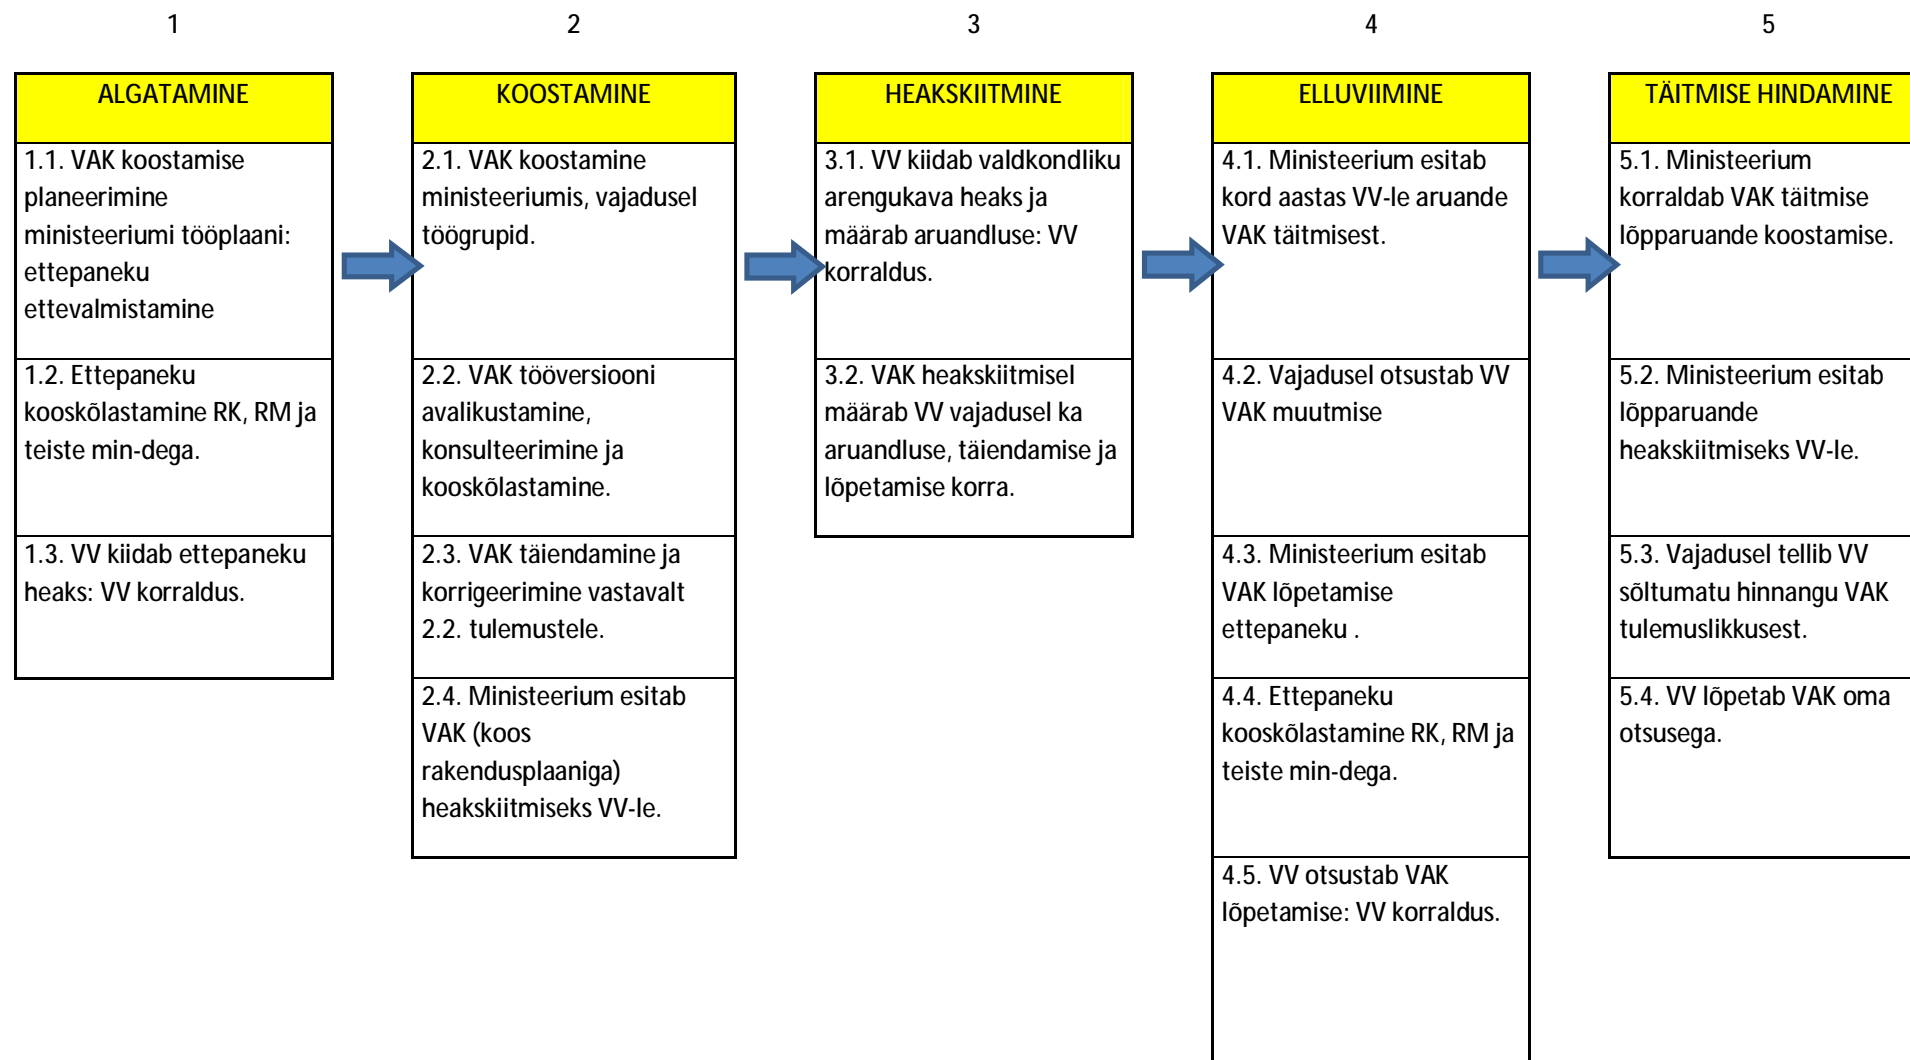 1
2
3
4
5
ALGATAMINE
1.1. VAK koostamise
planeerimine
ministeeriumi tööplaani:
ettepaneku
ettevalmistamine
1.2. Ettepaneku
kooskõlastamine RK, RM ja
teiste min-dega.
1.3. VV kiidab ettepaneku
heaks: VV korraldus.
KOOSTAMINE
2.1. VAK koostamine
ministeeriumis, vajadusel
töögrupid.
2.2. VAK tööversiooni
avalikustamine,
konsulteerimine ja
kooskõlastamine.
2.3. VAK täiendamine ja
korrigeerimine vastavalt
2.2. tulemustele.
2.4. Ministeerium esitab
VAK (koos
rakendusplaaniga)
heakskiitmiseks VV-le.
HEAKSKIITMINE
3.1. VV kiidab valdkondliku
arengukava heaks ja
määrab aruandluse: VV
korraldus.
3.2. VAK heakskiitmisel
määrab VV vajadusel ka
aruandluse, täiendamise ja
lõpetamise korra.
ELLUVIIMINE
4.1. Ministeerium esitab
kord aastas VV-le aruande
VAK täitmisest.
4.2. Vajadusel otsustab VV
VAK muutmise
4.3. Ministeerium esitab
VAK lõpetamise
ettepaneku .
4.4. Ettepaneku
kooskõlastamine RK, RM ja
teiste min-dega.
4.5. VV otsustab VAK
lõpetamise: VV korraldus.
TÄITMISE HINDAMINE
5.1. Ministeerium
korraldab VAK täitmise
lõpparuande koostamise.
5.2. Ministeerium esitab
lõpparuande
heakskiitmiseks VV-le.
5.3. Vajadusel tellib VV
sõltumatu hinnangu VAK
tulemuslikkusest.
5.4. VV lõpetab VAK oma
otsusega.